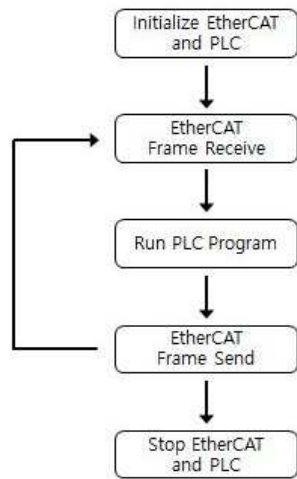 Initialize EtherCAT
and PLC
EtherCAT
Frame Receive
Run PLC Program
EtherCAT
Frame Send
Stop EtherCAT
and PLC